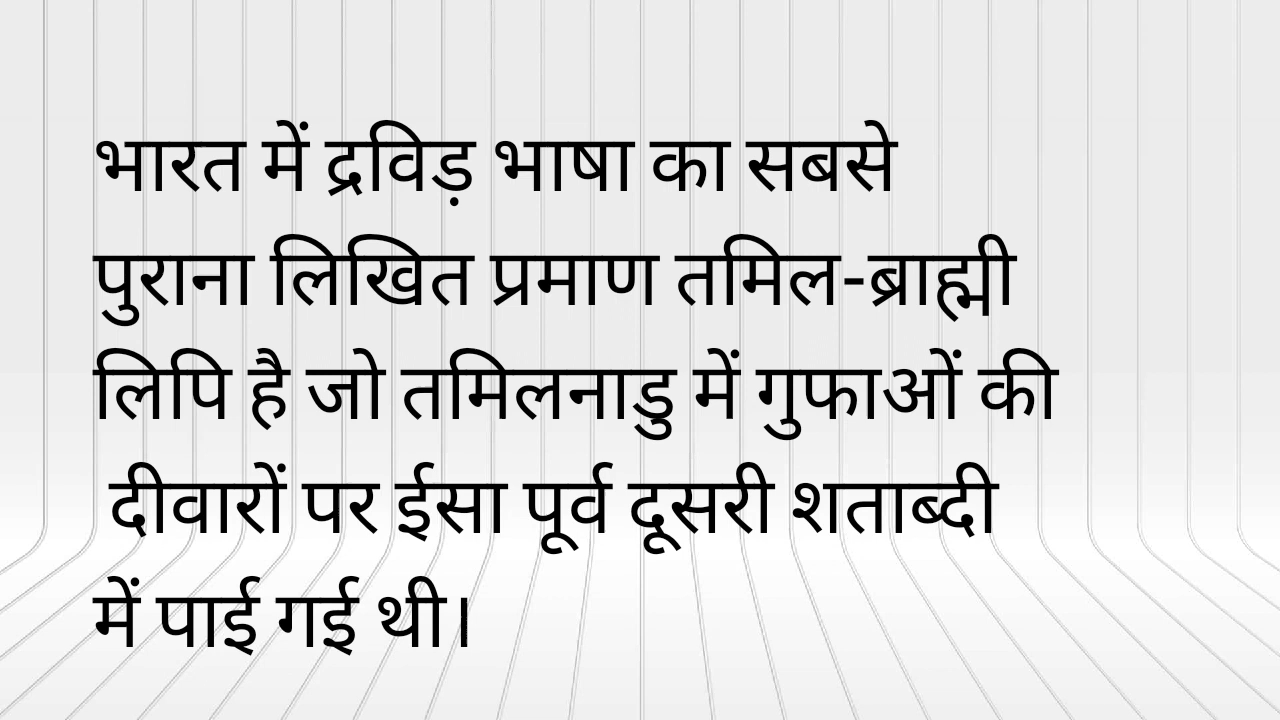 भारत में द्रविड़ भाषा का सबसे
पुराना लिखित प्रमाण तमिल-ब्राह्मी
लिपि है जो तमिलनाडु में गुफाओं की
दीवारों पर ईसा पूर्व दूसरी शताब्दी
में पाई गई थी।